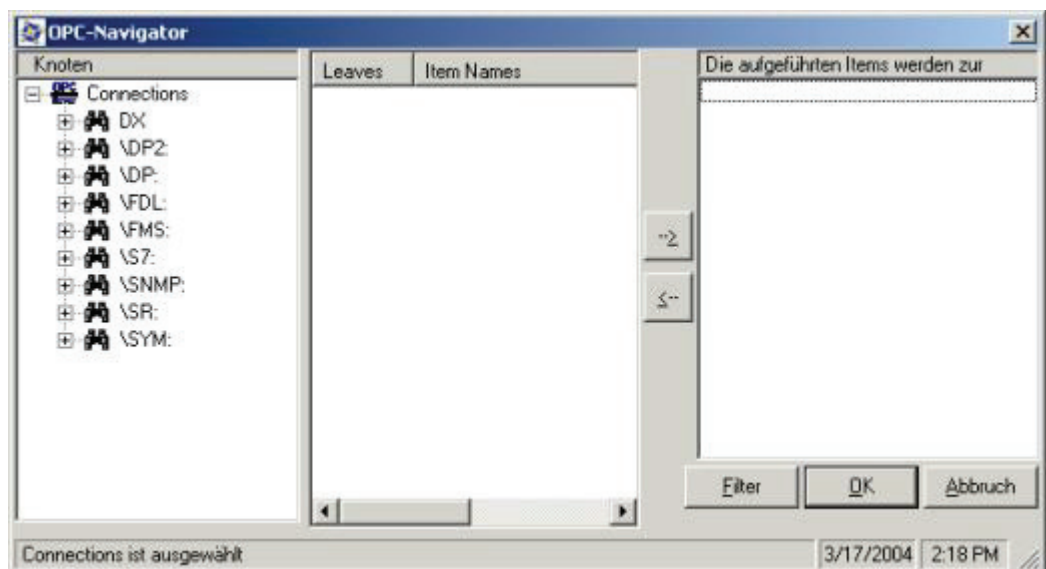 OPC-Navigator
Knoten
Leaves Item Names
Die aufgeführten Items werden zur
OPC
Connections
DX
\DP2:
\DP:
\FDL:
\FMS:
\S7:
\SNMP:
\SR:
\SYM:
-->
<--
Filter OK Abbruch
Connections ist ausgewählt 3/17/2004 2:18 PM